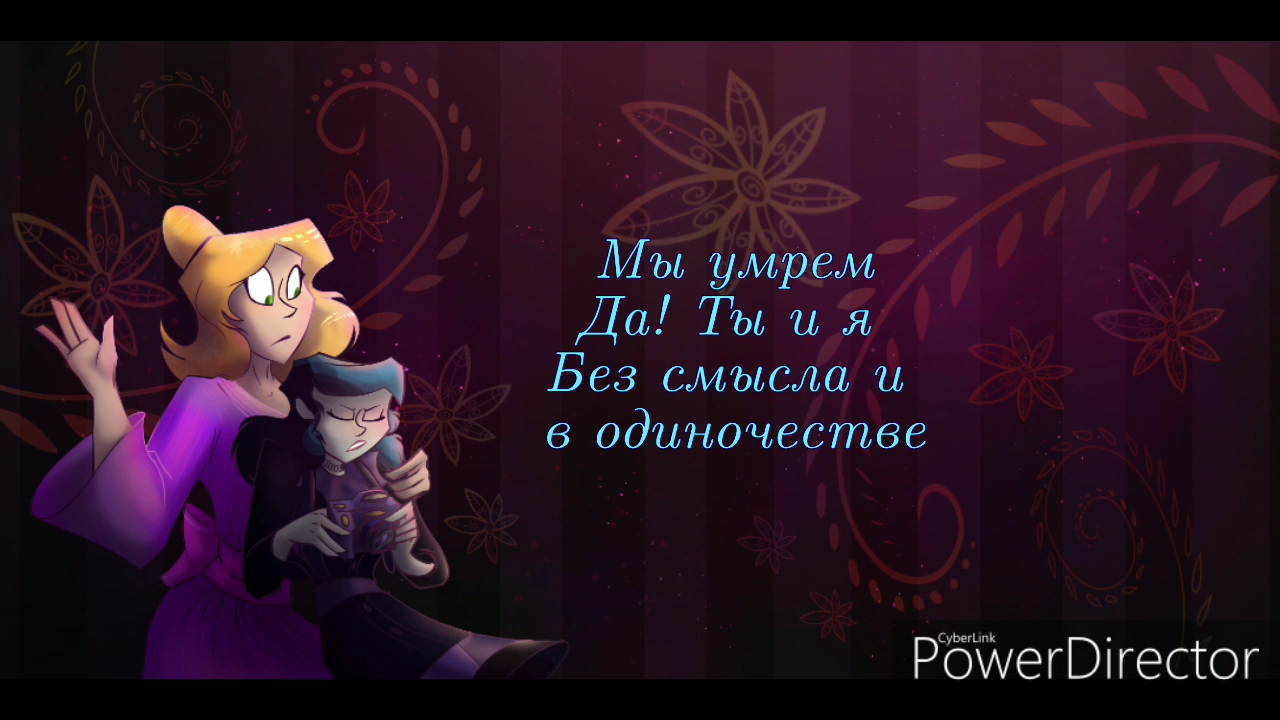 Мы умрем
Да! Ты и я
Без смысла и
в одиночестве
CyberLink
PowerDirector